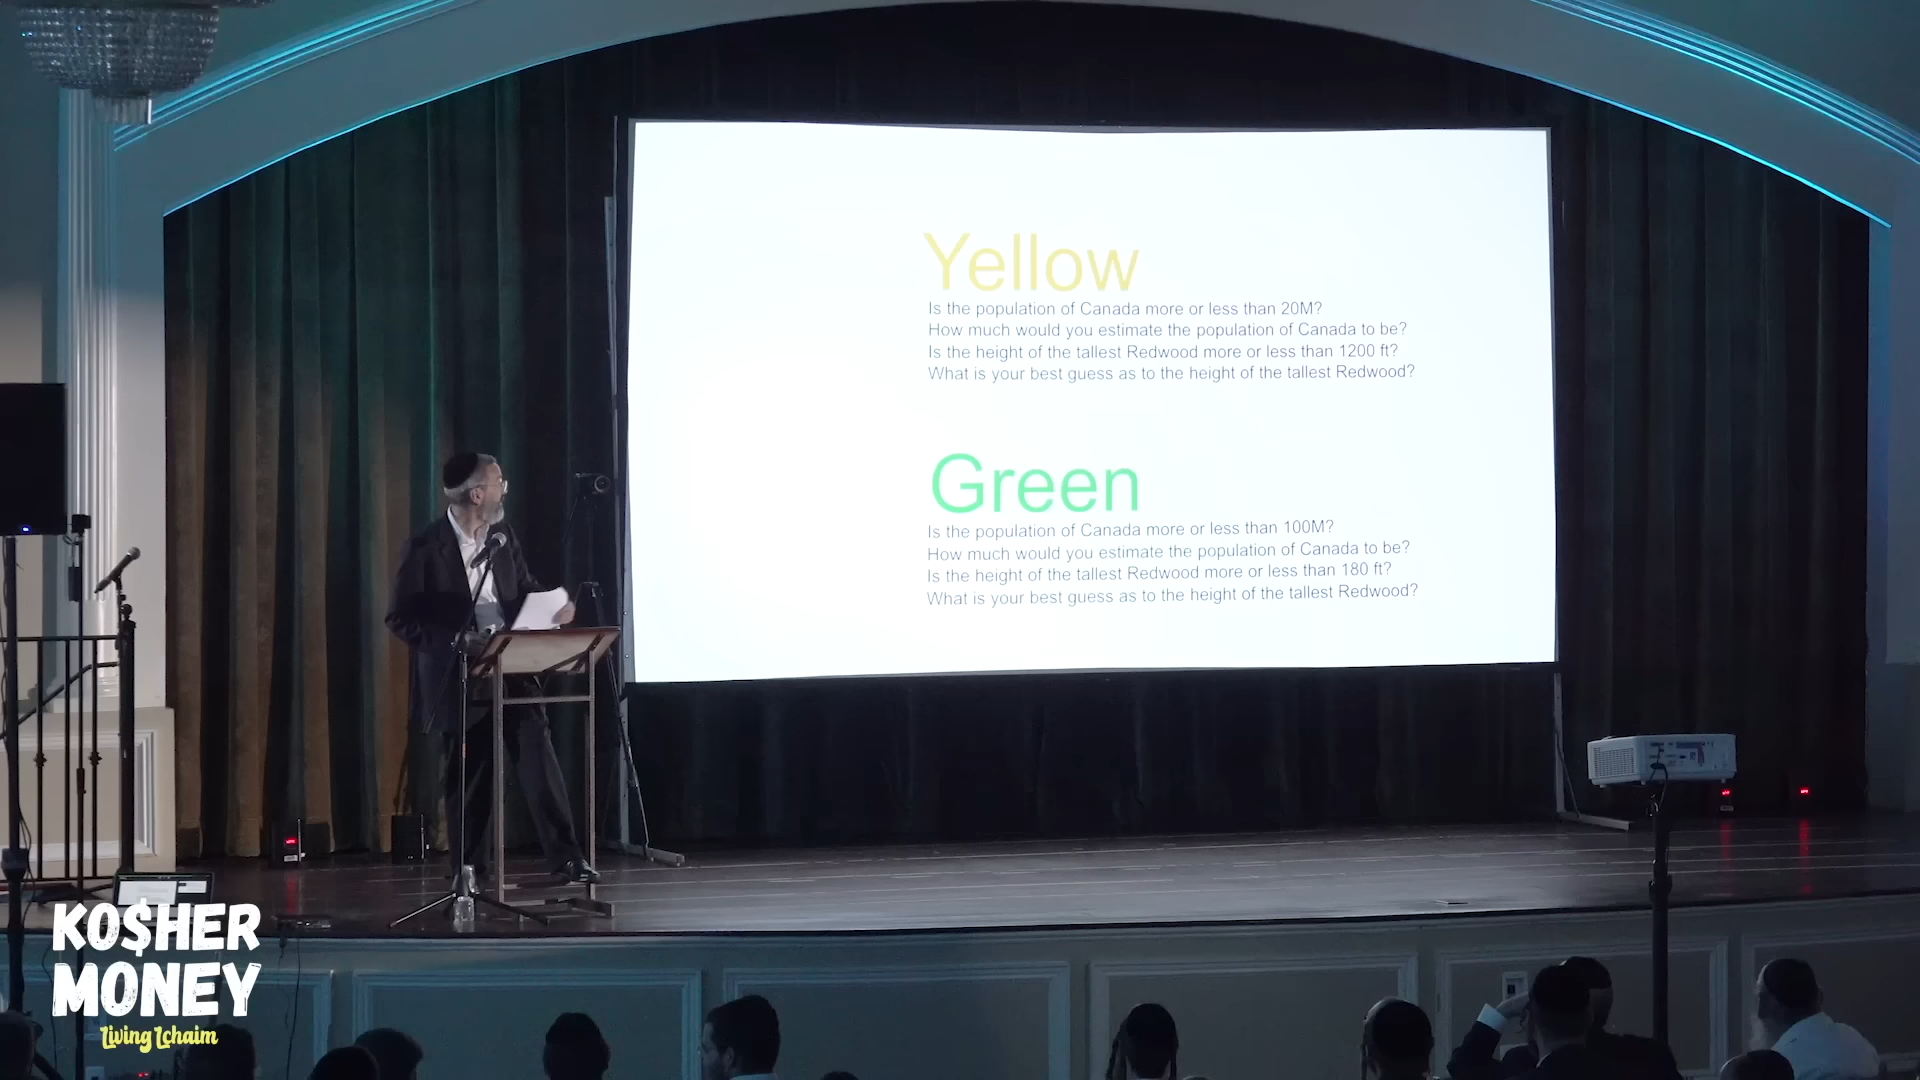 Yellow
Is the population of Canada more or less than 20M?
How much would you estimate the population of Canada to be?
Is the height of the tallest Redwood more or less than 1200 ft?
What is your best guess as to the height of the tallest Redwood?
Green
Is the population of Canada more or less than 100M?
How much would you estimate the population of Canada to be?
Is the height of the tallest Redwood more or less than 180 ft?
What is your best guess as to the height of the tallest Redwood?
KO$HER
MONEY
Living Lchaim